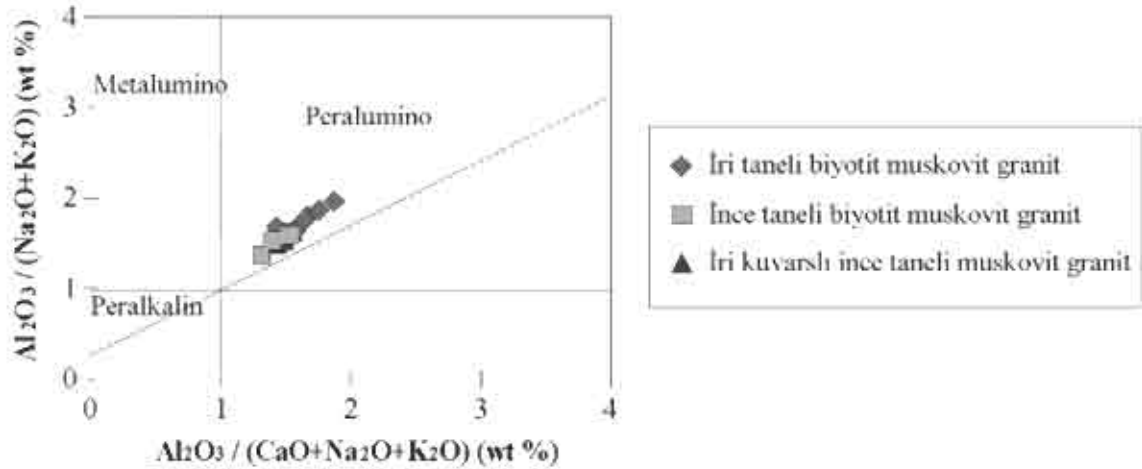 Al₂O₃ / (Na₂O+K₂O) (wt %)
4
3
2
1
0
Metalumino
Peralumino
Peralkalin
0 1 2 3 4
Al₂O₃ / (CaO+Na₂O+K₂O) (wt %)
İri taneli biyotit muskovit granit
İnce taneli biyotit muskovit granit
İri kuvarslı ince taneli muskovit granit